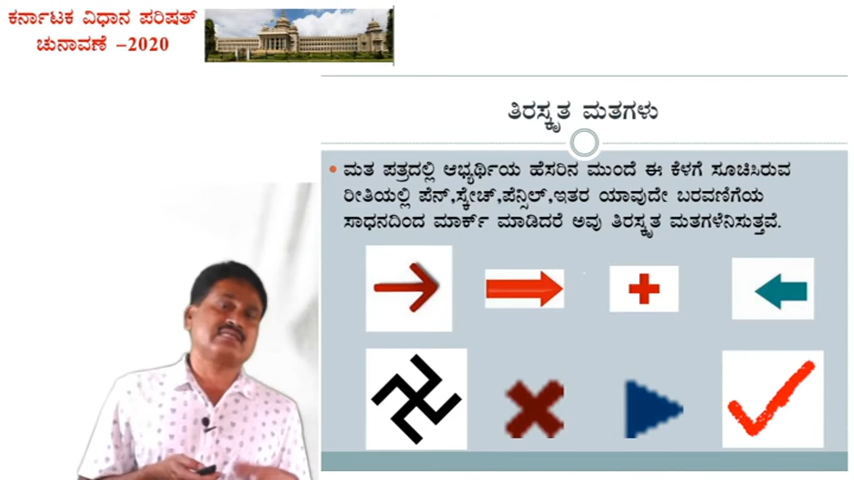 ಕರ್ನಾಟಕ ವಿಧಾನ ಪರಿಷತ್
ಚುನಾವಣೆ –2020
ತಿರಸ್ಕೃತ ಮತಗಳು
• ಮತ ಪತ್ರದಲ್ಲಿ ಆಭ್ಯರ್ಥಿಯ ಹೆಸರಿನ ಮುಂದೆ ಈ ಕೆಳಗೆ ಸೂಚಿಸಿರುವ
ರೀತಿಯಲ್ಲಿ ಪೆನ್,ಸ್ಕೇಚ್,ಪೆನ್ಸಿಲ್,ಇತರ ಯಾವುದೇ ಬರವಣಿಗೆಯ
ಸಾಧನದಿಂದ ಮಾರ್ಕ್ ಮಾಡಿದರೆ ಅವು ತಿರಸ್ಕೃತ ಮತಗಳೆನಿಸುತ್ತವೆ.